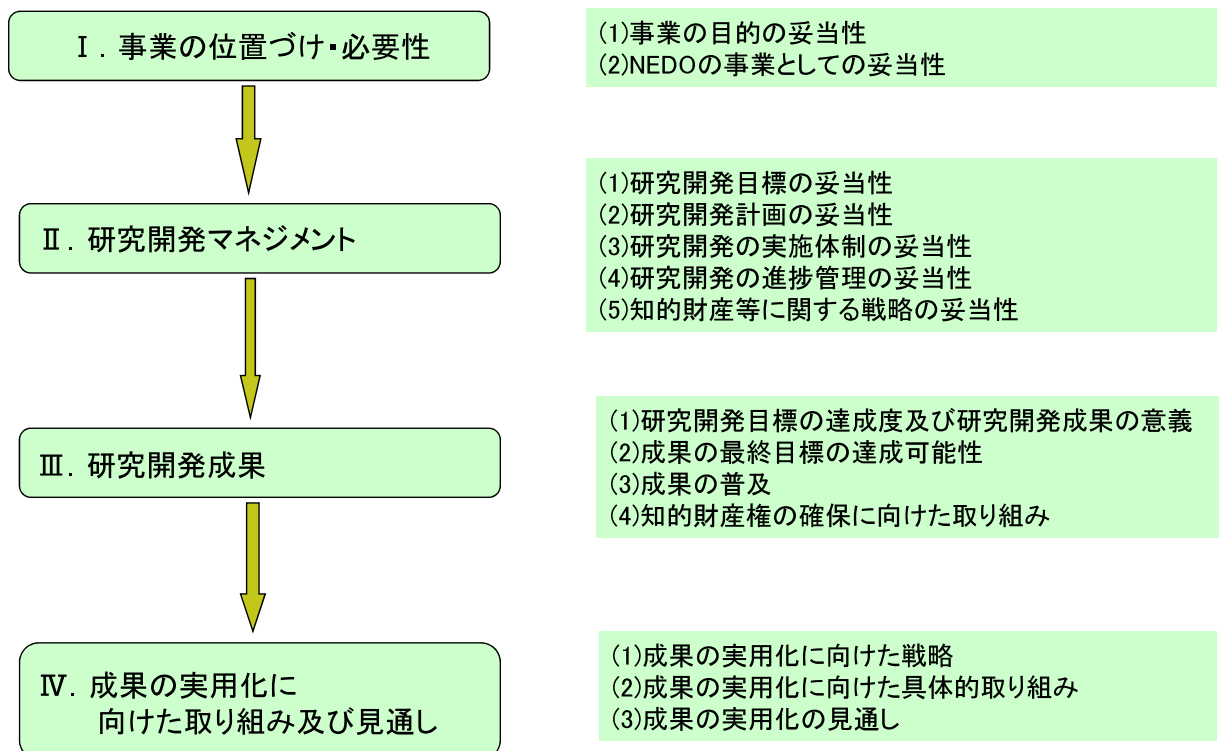 Ⅰ．事業の位置づけ・必要性
(1)事業の目的の妥当性
(2)NEDOの事業としての妥当性
Ⅱ．研究開発マネジメント
(1)研究開発目標の妥当性
(2)研究開発計画の妥当性
(3)研究開発の実施体制の妥当性
(4)研究開発の進捗管理の妥当性
(5)知的財産等に関する戦略の妥当性
Ⅲ．研究開発成果
(1)研究開発目標の達成度及び研究開発成果の意義
(2)成果の最終目標の達成可能性
(3)成果の普及
(4)知的財産権の確保に向けた取り組み
Ⅳ．成果の実用化に
向けた取り組み及び見通し
(1)成果の実用化に向けた戦略
(2)成果の実用化に向けた具体的取り組み
(3)成果の実用化の見通し